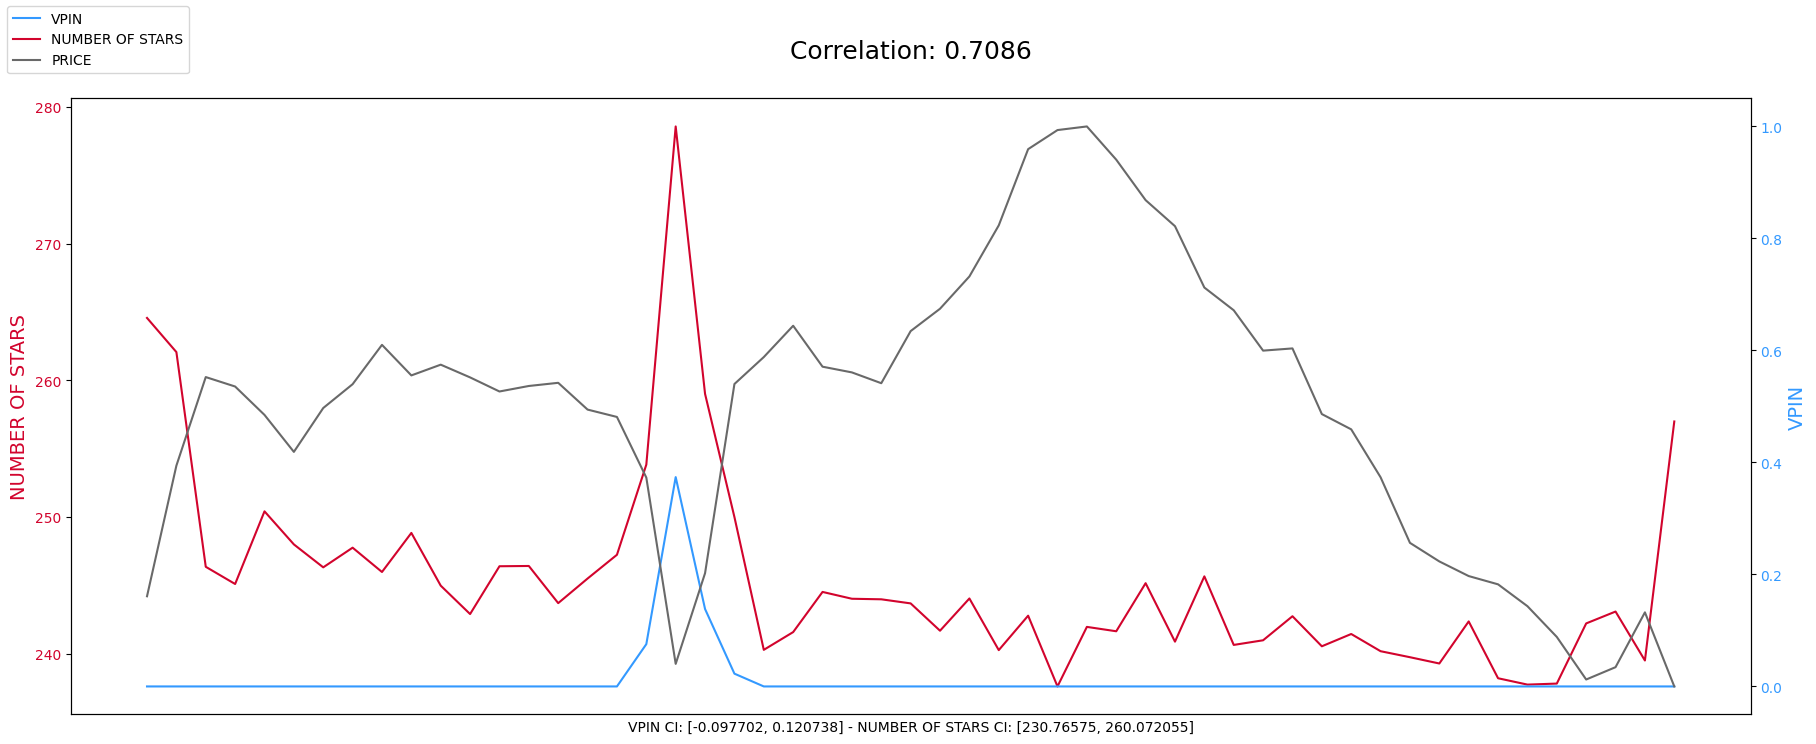 VPIN
NUMBER OF STARS
PRICE
Correlation: 0.7086
280
270
260
250
240
NUMBER OF STARS
1.0
0.8
0.6
0.4
0.2
0.0
VPIN
VPIN CI: [-0.097702, 0.120738] - NUMBER OF STARS CI: [230.76575, 260.072055]